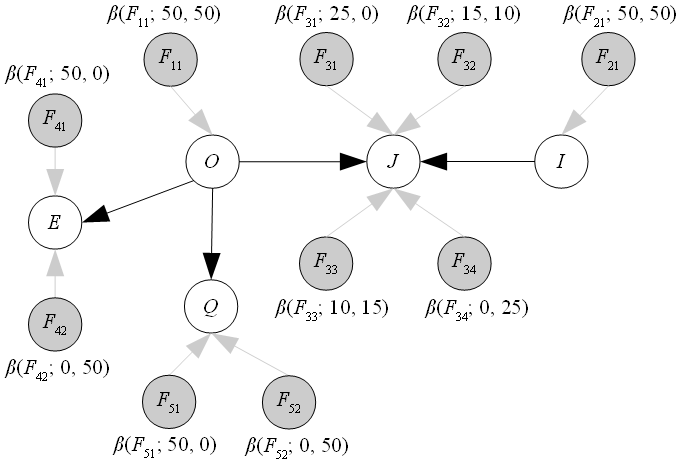 β(F₁₁; 50, 50) β(F₃₁; 25, 0) β(F₃₂; 15, 10) β(F₂₁; 50, 50)
F₁₁ F₃₁ F₃₂ F₂₁
β(F₄₁; 50, 0)
F₄₁
O J I
E
F₃₃ F₃₄
Q
β(F₃₃; 10, 15) β(F₃₄; 0, 25)
F₄₂
β(F₄₂; 0, 50)
F₅₁ F₅₂
β(F₅₁; 50, 0) β(F₅₂; 0, 50)